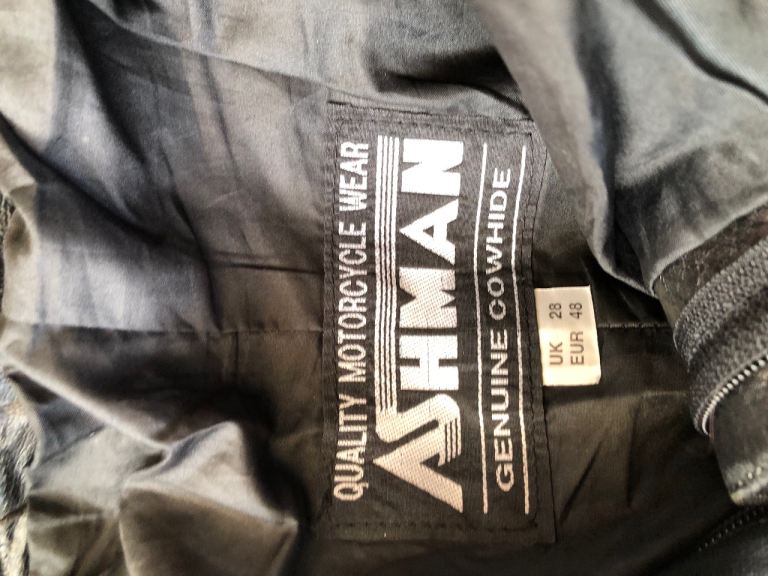 QUALITY MOTORCYCLE WEAR
ASHMAN
GENUINE COWHIDE
UK 28
EUR 48